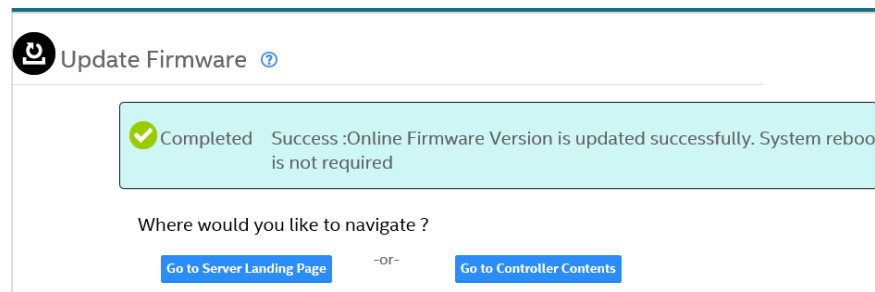 Update Firmware ?
Completed Success :Online Firmware Version is updated successfully. System reboo
is not required
Where would you like to navigate ?
Go to Server Landing Page -or- Go to Controller Contents